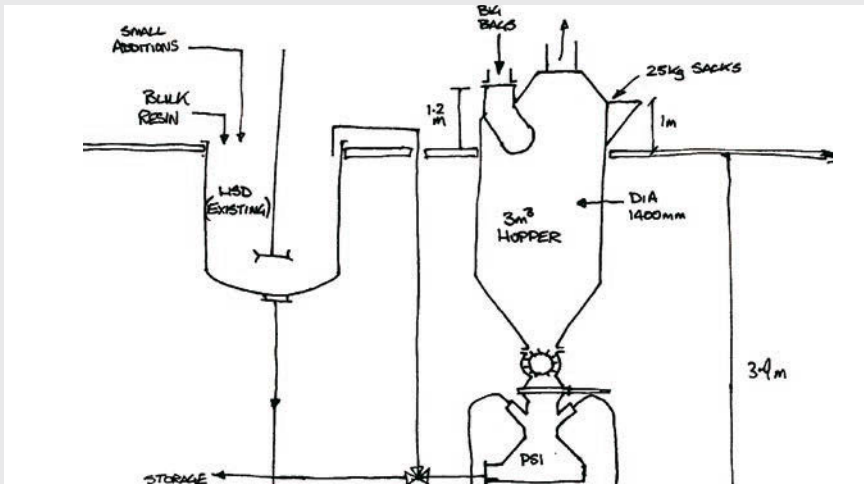 SMALL
ADDITIONS
BULK
RESIN
HSD
(EXISTING)
BIG
BAGS
1.2
m
25kg SACKS
1m
DIA
1400mm
3m³
HOPPER
3.4m
PSI
STORAGE